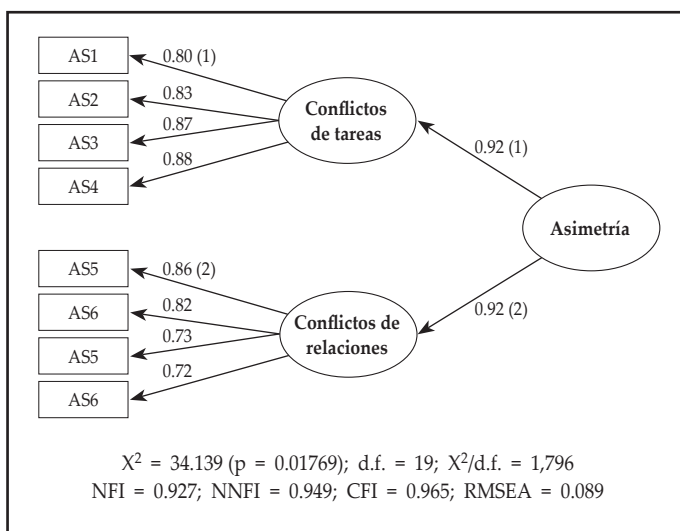 AS1
0.80 (1)
AS2
0.83
AS3
0.87
AS4
0.88
Conflictos
de tareas
0.92 (1)
Asimetría
AS5
0.86 (2)
AS6
0.82
AS5
0.73
AS6
0.72
Conflictos de
relaciones
0.92 (2)
X² = 34.139 (p = 0.01769); d.f. = 19; X²/d.f. = 1,796
NFI = 0.927; NNFI = 0.949; CFI = 0.965; RMSEA = 0.089